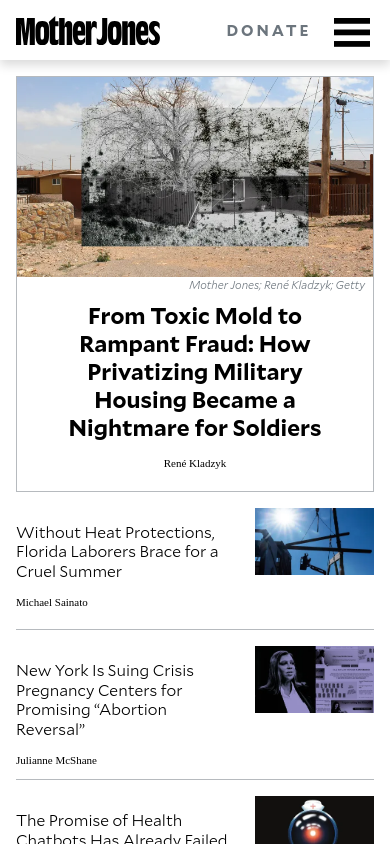 Mother Jones
DONATE
Mother Jones; René Kladzyk; Getty
From Toxic Mold to
Rampant Fraud: How
Privatizing Military
Housing Became a
Nightmare for Soldiers
René Kladzyk
Without Heat Protections,
Florida Laborers Brace for a
Cruel Summer
Michael Sainato
New York Is Suing Crisis
Pregnancy Centers for
Promising “Abortion
Reversal”
Julianne McShane
The Promise of Health
Chatbots Has Already Failed